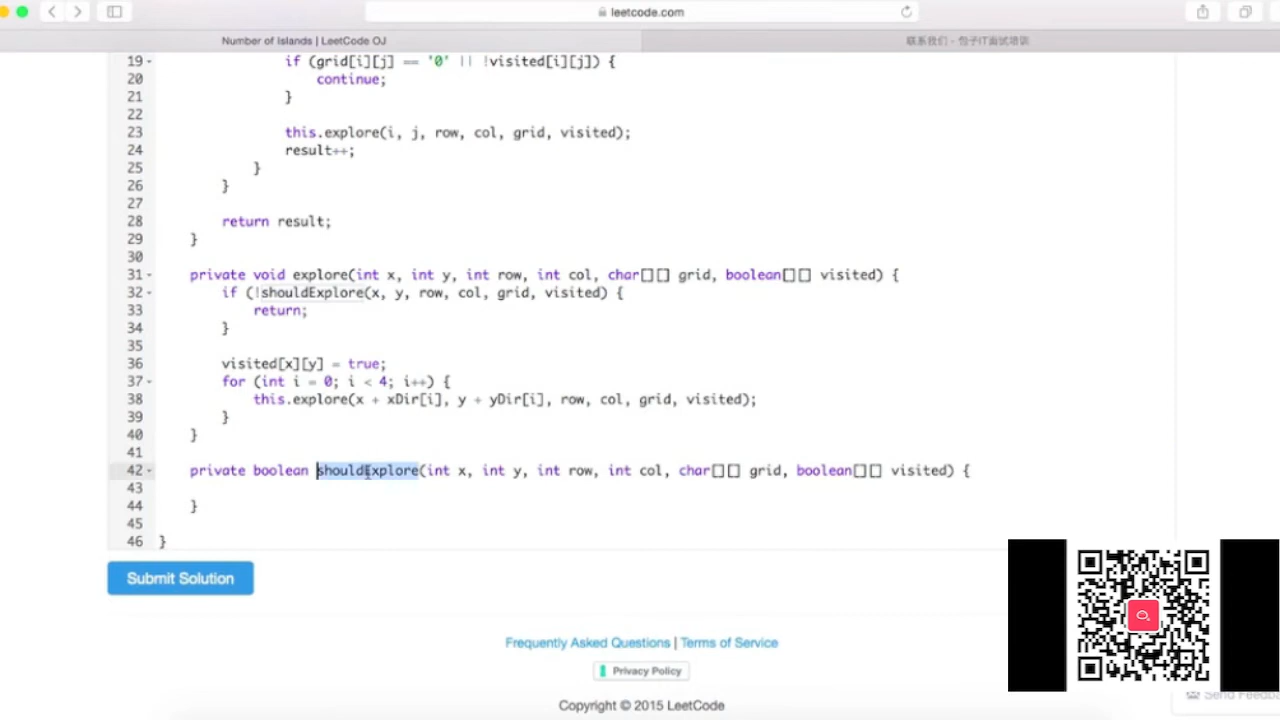 leetcode.com
Number of Islands | LeetCode OJ
联系我们 - 包子IT面试培训
19 if (grid[i][j] == '0' || !visited[i][j]) {
20 continue;
21 }
22
23 this.explore(i, j, row, col, grid, visited);
24 result++;
25 }
26 }
27
28 return result;
29 }
30
31 private void explore(int x, int y, int row, int col, char[][] grid, boolean[][] visited) {
32 if (!shouldExplore(x, y, row, col, grid, visited) {
33 return;
34 }
35
36 visited[x][y] = true;
37 for (int i = 0; i < 4; i++) {
38 this.explore(x + xDir[i], y + yDir[i], row, col, grid, visited);
39 }
40 }
41
42 private boolean shouldExplore(int x, int y, int row, int col, char[][] grid, boolean[][] visited) {
43
44 }
45
46 }
Submit Solution
Frequently Asked Questions | Terms of Service
Privacy Policy
Send Feedba
Copyright © 2015 LeetCode